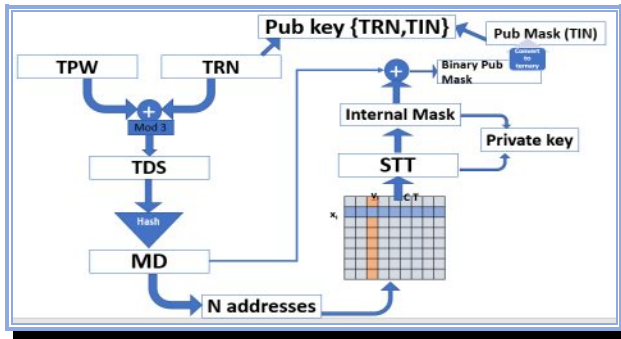 Pub key {TRN,TIN}
Pub Mask (TIN)
TPW
TRN
Convert
to
ternary
Binary Pub
Mask
+
+
Mod 3
Internal Mask
Private key
TDS
STT
Hash
C T
MD
N addresses